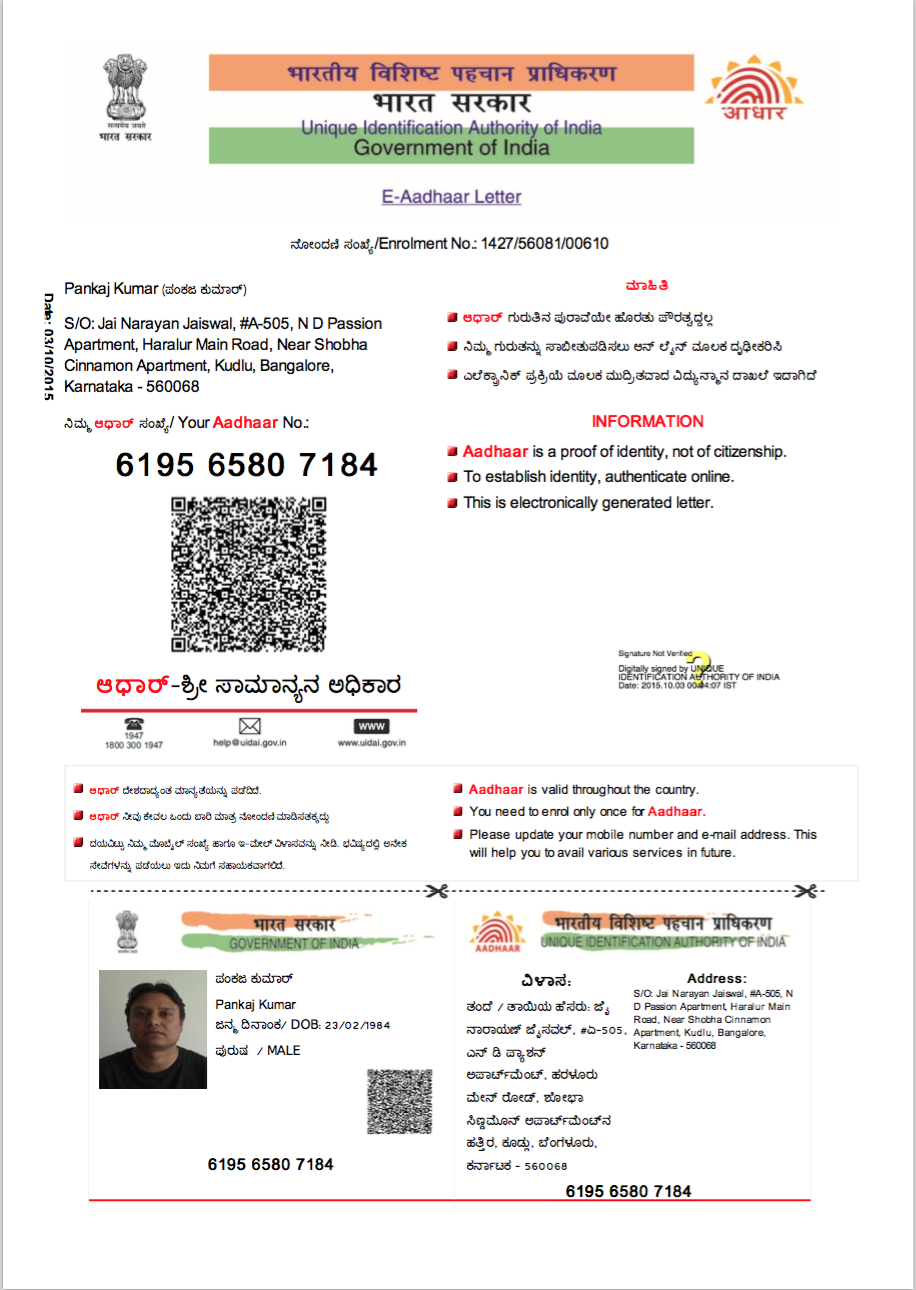 भारतीय विशिष्ट पहचान प्राधिकरण
भारत सरकार
Unique Identification Authority of India
Government of India
सत्यमेव जयते
भारत सरकार
आधार
E-Aadhaar Letter
ನೋಂದಣಿ ಸಂಖ್ಯೆ/Enrolment No.: 1427/56081/00610
Date: 03/10/2015
Pankaj Kumar (ಪಂಕಜ ಕುಮಾರ್)
S/O: Jai Narayan Jaiswal, #A-505, N D Passion
Apartment, Haralur Main Road, Near Shobha
Cinnamon Apartment, Kudlu, Bangalore,
Karnataka - 560068
ನಿಮ್ಮ ಆಧಾರ್ ಸಂಖ್ಯೆ/ Your Aadhaar No.:
6195 6580 7184
ಆಧಾರ್-ಶ್ರೀ ಸಾಮಾನ್ಯನ ಅಧಿಕಾರ
1947
1800 300 1947
help@uidai.gov.in
WWW
www.uidai.gov.in
ಮಾಹಿತಿ
ಆಧಾರ್ ಗುರುತಿನ ಪುರಾವೆಯೇ ಹೊರತು ಪೌರತ್ವದ್ದಲ್ಲ
ನಿಮ್ಮ ಗುರುತನ್ನು ಸಾಬೀತುಪಡಿಸಲು ಆನ್ ಲೈನ್ ಮೂಲಕ ದೃಢೀಕರಿಸಿ
ಎಲೆಕ್ಟ್ರಾನಿಕ್ ಪ್ರಕ್ರಿಯೆ ಮೂಲಕ ಮುದ್ರಿತವಾದ ವಿದ್ಯುನ್ಮಾನ ದಾಖಲೆ ಇದಾಗಿದೆ
INFORMATION
Aadhaar is a proof of identity, not of citizenship.
To establish identity, authenticate online.
This is electronically generated letter.
Signature Not Verified
Digitally signed by UNIQUE
IDENTIFICATION AUTHORITY OF INDIA
Date: 2015.10.03 00:04:07 IST
ಆಧಾರ್ ದೇಶದಾದ್ಯಂತ ಮಾನ್ಯತೆಯನ್ನು ಪಡೆದಿದೆ.
ಆಧಾರ್ ನೀವು ಕೇವಲ ಒಂದು ಬಾರಿ ಮಾತ್ರ ನೋಂದಣಿ ಮಾಡಿಸತಕ್ಕದ್ದು
ದಯವಿಟ್ಟು ನಿಮ್ಮ ಮೊಬೈಲ್ ಸಂಖ್ಯೆ ಹಾಗೂ ಇ-ಮೇಲ್ ವಿಳಾಸವನ್ನು ನೀಡಿ. ಭವಿಷ್ಯದಲ್ಲಿ ಅನೇಕ
ಸೇವೆಗಳನ್ನು ಪಡೆಯಲು ಇದು ನಿಮಗೆ ಸಹಾಯಕವಾಗಲಿದೆ.
Aadhaar is valid throughout the country.
You need to enrol only once for Aadhaar.
Please update your mobile number and e-mail address. This
will help you to avail various services in future.
भारत सरकार
GOVERNMENT OF INDIA
ಪಂಕಜ ಕುಮಾರ್
Pankaj Kumar
ಜನ್ಮ ದಿನಾಂಕ/ DOB: 23/02/1984
ಪುರುಷ / MALE
6195 6580 7184
AADHAAR
भारतीय विशिष्ट पहचान प्राधिकरण
UNIQUE IDENTIFICATION AUTHORITY OF INDIA
ವಿಳಾಸ:
ತಂದೆ / ತಾಯಿಯ ಹೆಸರು: ಜೈ
ನಾರಾಯಣ್ ಜೈಸವಲ್, #ಎ-505,
ಎನ್ ಡಿ ಪ್ಯಾಶನ್
ಅಪಾರ್ಟ್‌ಮೆಂಟ್, ಹರಳೂರು
ಮೇನ್ ರೋಡ್, ಶೋಭಾ
ಸಿಣ್ಣಮೊನ್ ಅಪಾರ್ಟ್‌ಮೆಂಟ್‌ನ
ಹತ್ತಿರ, ಕೂಡ್ಲು, ಬೆಂಗಳೂರು,
ಕರ್ನಾಟಕ - 560068
Address:
S/O: Jai Narayan Jaiswal, #A-505, N
D Passion Apartment, Haralur Main
Road, Near Shobha Cinnamon
Apartment, Kudlu, Bangalore,
Karnataka - 560068
6195 6580 7184